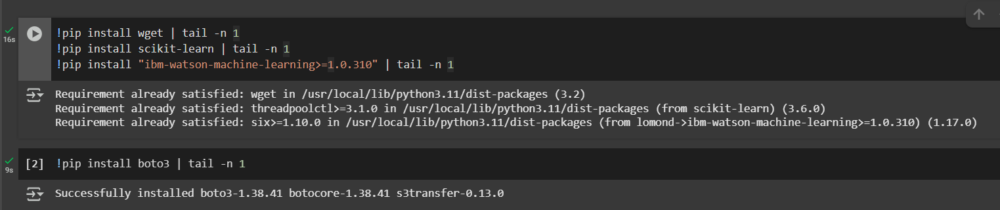 16s
!pip install wget | tail -n 1
!pip install scikit-learn | tail -n 1
!pip install "ibm-watson-machine-learning>=1.0.310" | tail -n 1
Requirement already satisfied: wget in /usr/local/lib/python3.11/dist-packages (3.2)
Requirement already satisfied: threadpoolctl>=3.1.0 in /usr/local/lib/python3.11/dist-packages (from scikit-learn) (3.6.0)
Requirement already satisfied: six>=1.10.0 in /usr/local/lib/python3.11/dist-packages (from lomond->ibm-watson-machine-learning>=1.0.310) (1.17.0)
9s
[2] !pip install boto3 | tail -n 1
Successfully installed boto3-1.38.41 botocore-1.38.41 s3transfer-0.13.0